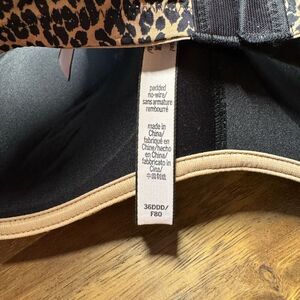 padded
no-wire/
sans armature
rembourré
made in
China/
fabriqué en
Chine/hecho
en China/
fabbricato in
Cina/
中国制造
36DDD/
F80